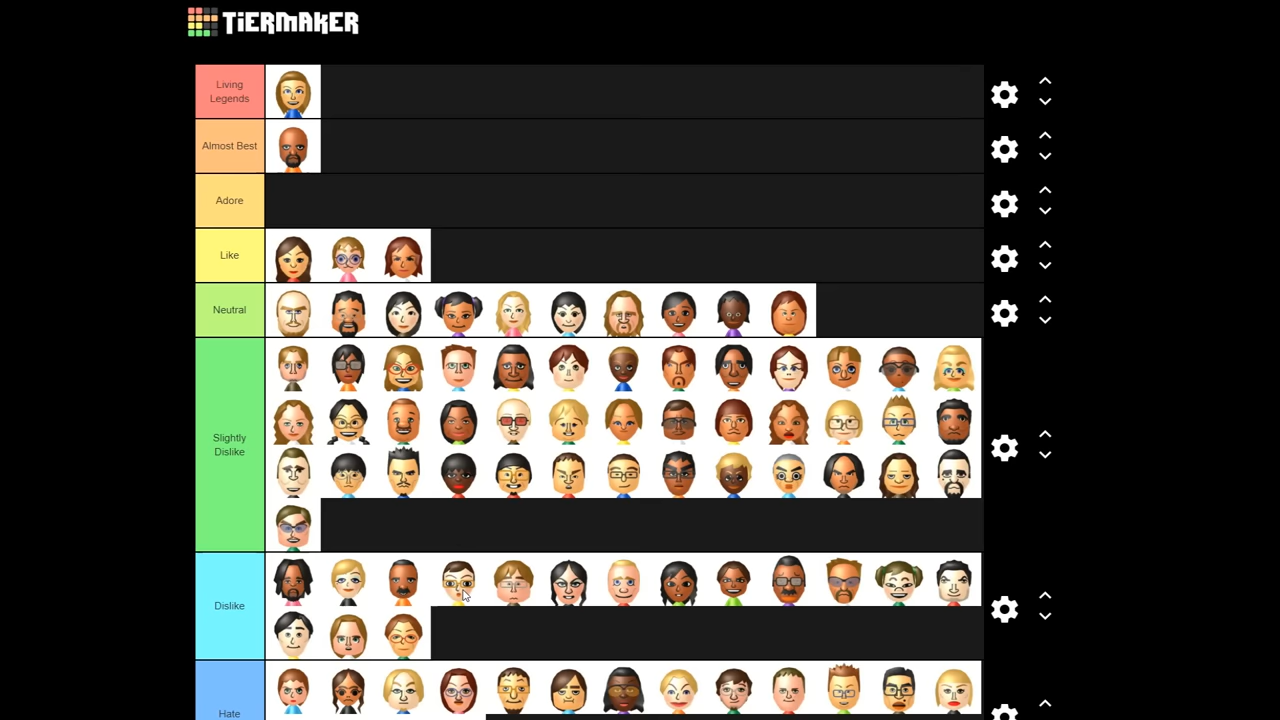 TiERMAKER
Living
Legends
Almost Best
Adore
Like
Neutral
Slightly
Dislike
Dislike
Hate